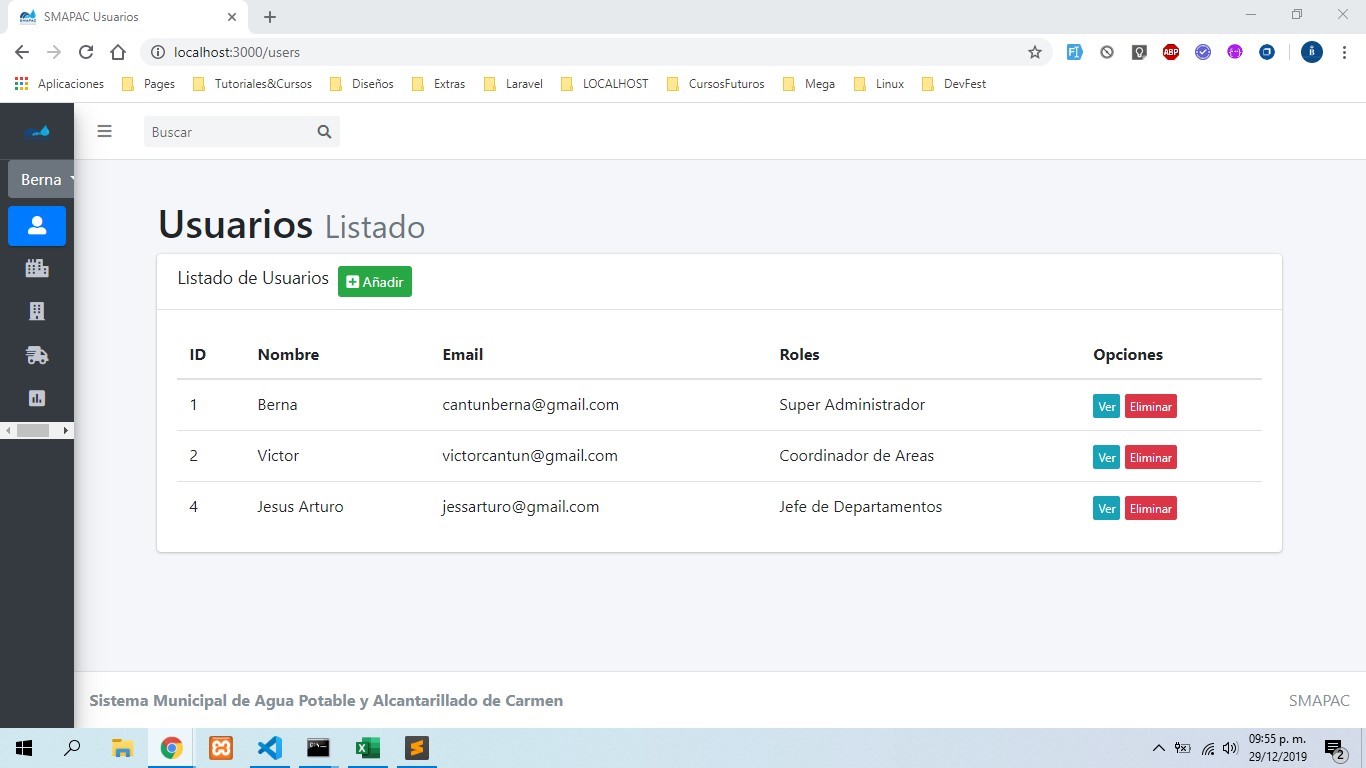 SMAPAC Usuarios
localhost:3000/users
Aplicaciones Pages Tutoriales&Cursos Diseños Extras Laravel LOCALHOST CursosFuturos Mega Linux DevFest
Buscar
Berna
Usuarios Listado
Listado de Usuarios Añadir
ID Nombre Email Roles Opciones
1 Berna cantunberna@gmail.com Super Administrador Ver Eliminar
2 Victor victorcantun@gmail.com Coordinador de Areas Ver Eliminar
4 Jesus Arturo jessarturo@gmail.com Jefe de Departamentos Ver Eliminar
Sistema Municipal de Agua Potable y Alcantarillado de Carmen SMAPAC
09:55 p. m.
29/12/2019
2